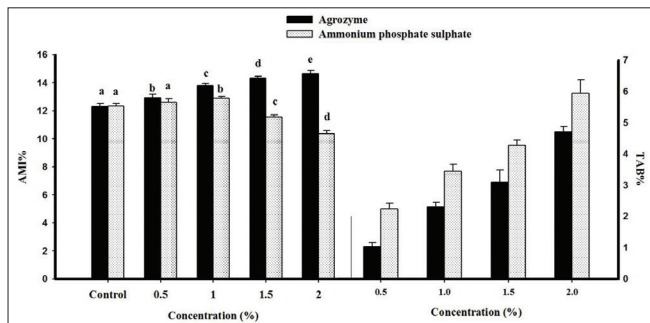 Agrozyme
Ammonium phosphate sulphate
AMI%
16
14
12
10
8
6
4
2
0
a a b a c b d c e d
TAB%
7
6
5
4
3
2
1
0
Control 0.5 1 1.5 2 0.5 1.0 1.5 2.0
Concentration (%) Concentration (%)